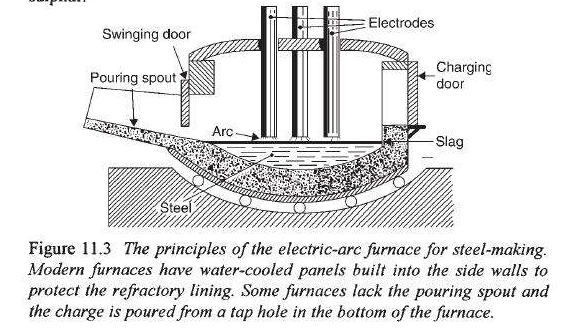 sulphur.
Electrodes
Swinging door
Charging
door
Pouring spout
Arc
Slag
Steel
Figure 11.3 The principles of the electric-arc furnace for steel-making.
Modern furnaces have water-cooled panels built into the side walls to
protect the refractory lining. Some furnaces lack the pouring spout and
the charge is poured from a tap hole in the bottom of the furnace.